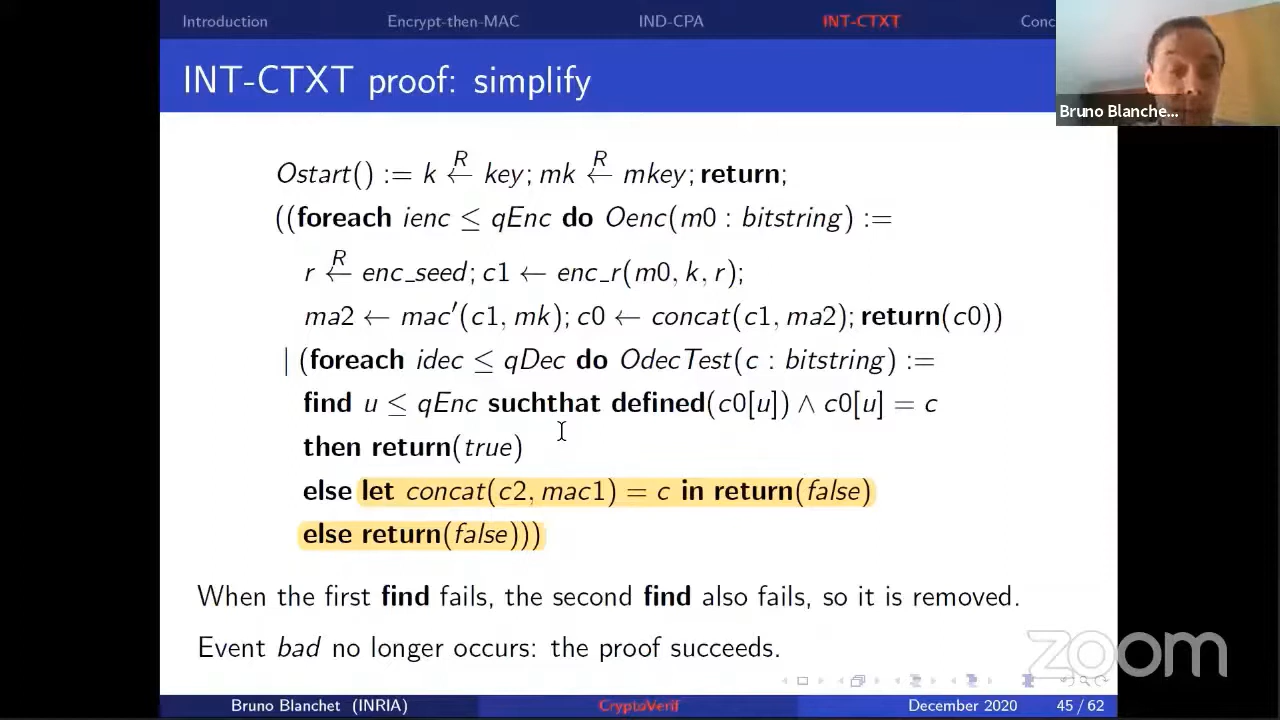 Introduction Encrypt-then-MAC IND-CPA INT-CTXT Conc
INT-CTXT proof: simplify
Bruno Blanche...
Ostart() := k ←R key; mk ←R mkey; return;
((foreach ienc ≤ qEnc do Oenc(m0 : bitstring) :=
r ←R enc_seed; c1 ← enc_r(m0, k, r);
ma2 ← mac′(c1, mk); c0 ← concat(c1, ma2); return(c0))
| (foreach idec ≤ qDec do OdecTest(c : bitstring) :=
find u ≤ qEnc suchthat defined(c0[u]) ∧ c0[u] = c
then return(true)
else let concat(c2, mac1) = c in return(false)
else return(false)))
When the first find fails, the second find also fails, so it is removed.
Event bad no longer occurs: the proof succeeds.
zoom
Bruno Blanchet (INRIA) CryptoVerif December 2020 45 / 62